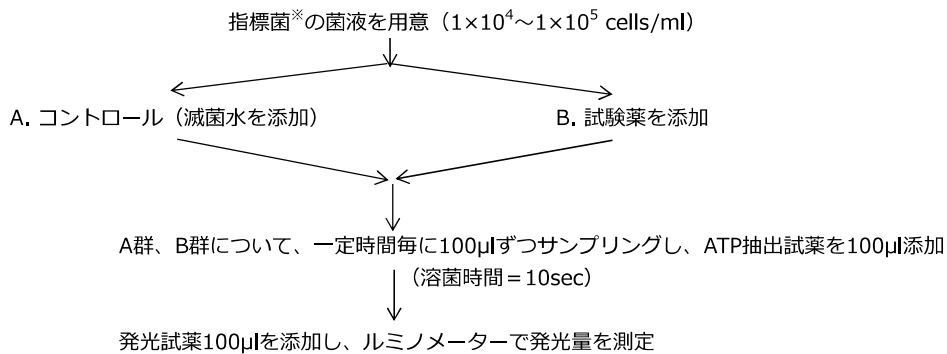 指標菌※の菌液を用意（1×10⁴～1×10⁵ cells/ml）
A. コントロール（滅菌水を添加）
B. 試験薬を添加
A群、B群について、一定時間毎に100μlずつサンプリングし、ATP抽出試薬を100μl添加
（溶菌時間＝10sec）
発光試薬100μlを添加し、ルミノメーターで発光量を測定